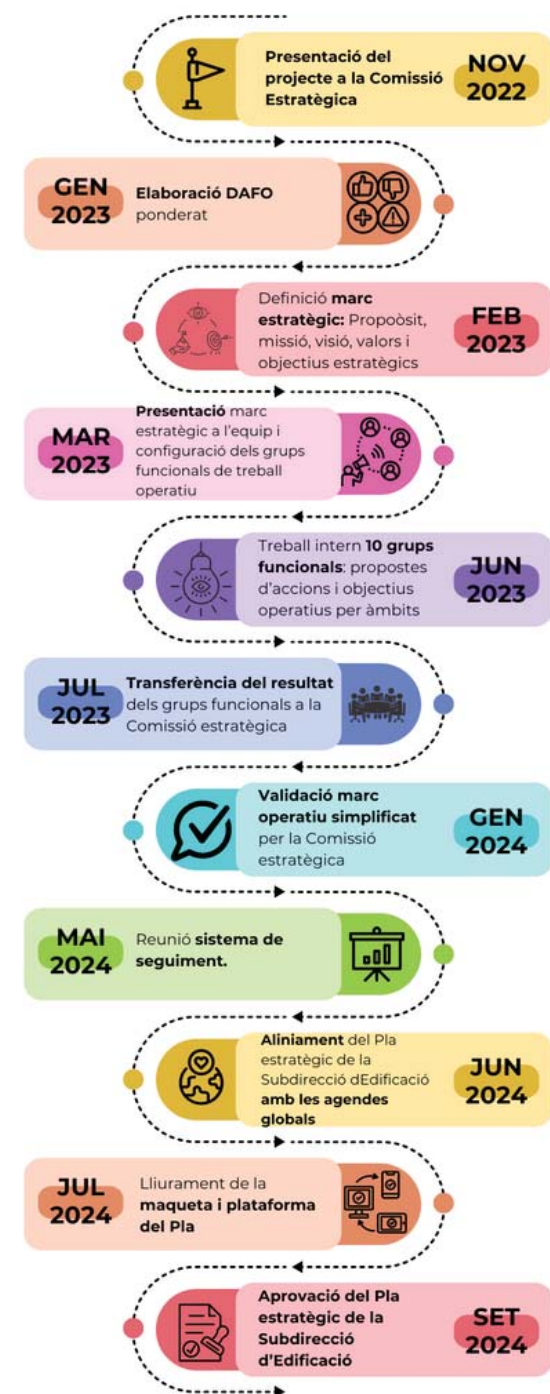 Presentació del
projecte a la Comissió
Estratègica
NOV
2022
GEN
2023
Elaboració DAFO
ponderat
Definició marc
estratègic: Propoòsit,
missió, visió, valors i
objectius estratègics
FEB
2023
MAR
2023
Presentació marc
estratègic a l'equip i
configuració dels grups
funcionals de treball
operatiu
Treball intern 10 grups
funcionals: propostes
d'accions i objectius
operatius per àmbits
JUN
2023
JUL
2023
Transferència del resultat
dels grups funcionals a la
Comissió estratègica
Validació marc
operatiu simplificat
per la Comissió
estratègica
GEN
2024
MAI
2024
Reunió sistema de
seguiment.
Aliniament del Pla
estratègic de la
Subdirecció dEdificació
amb les agendes
globals
JUN
2024
JUL
2024
Lliurament de la
maqueta i plataforma
del Pla
Aprovació del Pla
estratègic de la
Subdirecció
d'Edificació
SET
2024